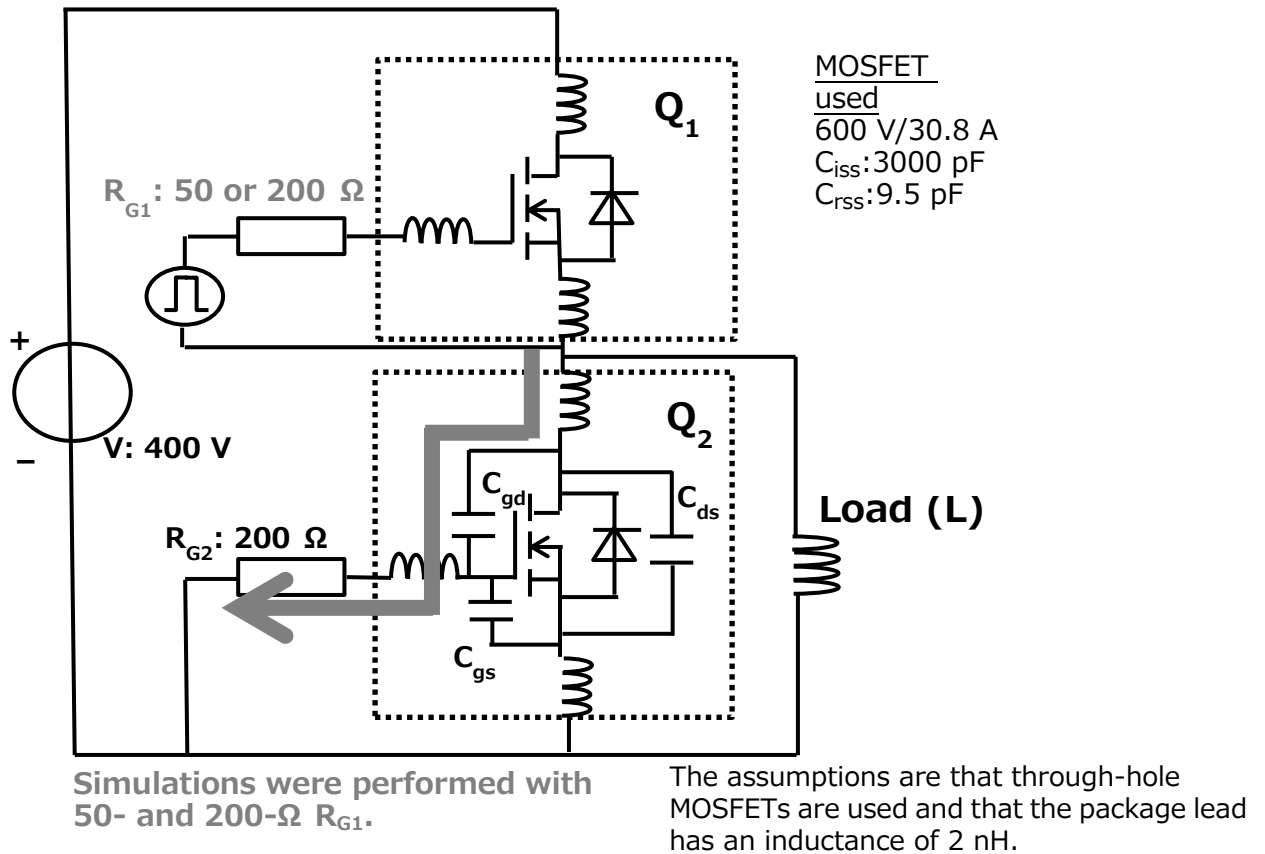 MOSFET
used
600 V/30.8 A
Ciss:3000 pF
Crss:9.5 pF
Q1
RG1: 50 or 200 Ω
+
V: 400 V
−
Q2
Cgd
Cds
RG2: 200 Ω
Cgs
Load (L)
Simulations were performed with
50- and 200-Ω RG1.
The assumptions are that through-hole
MOSFETs are used and that the package lead
has an inductance of 2 nH.